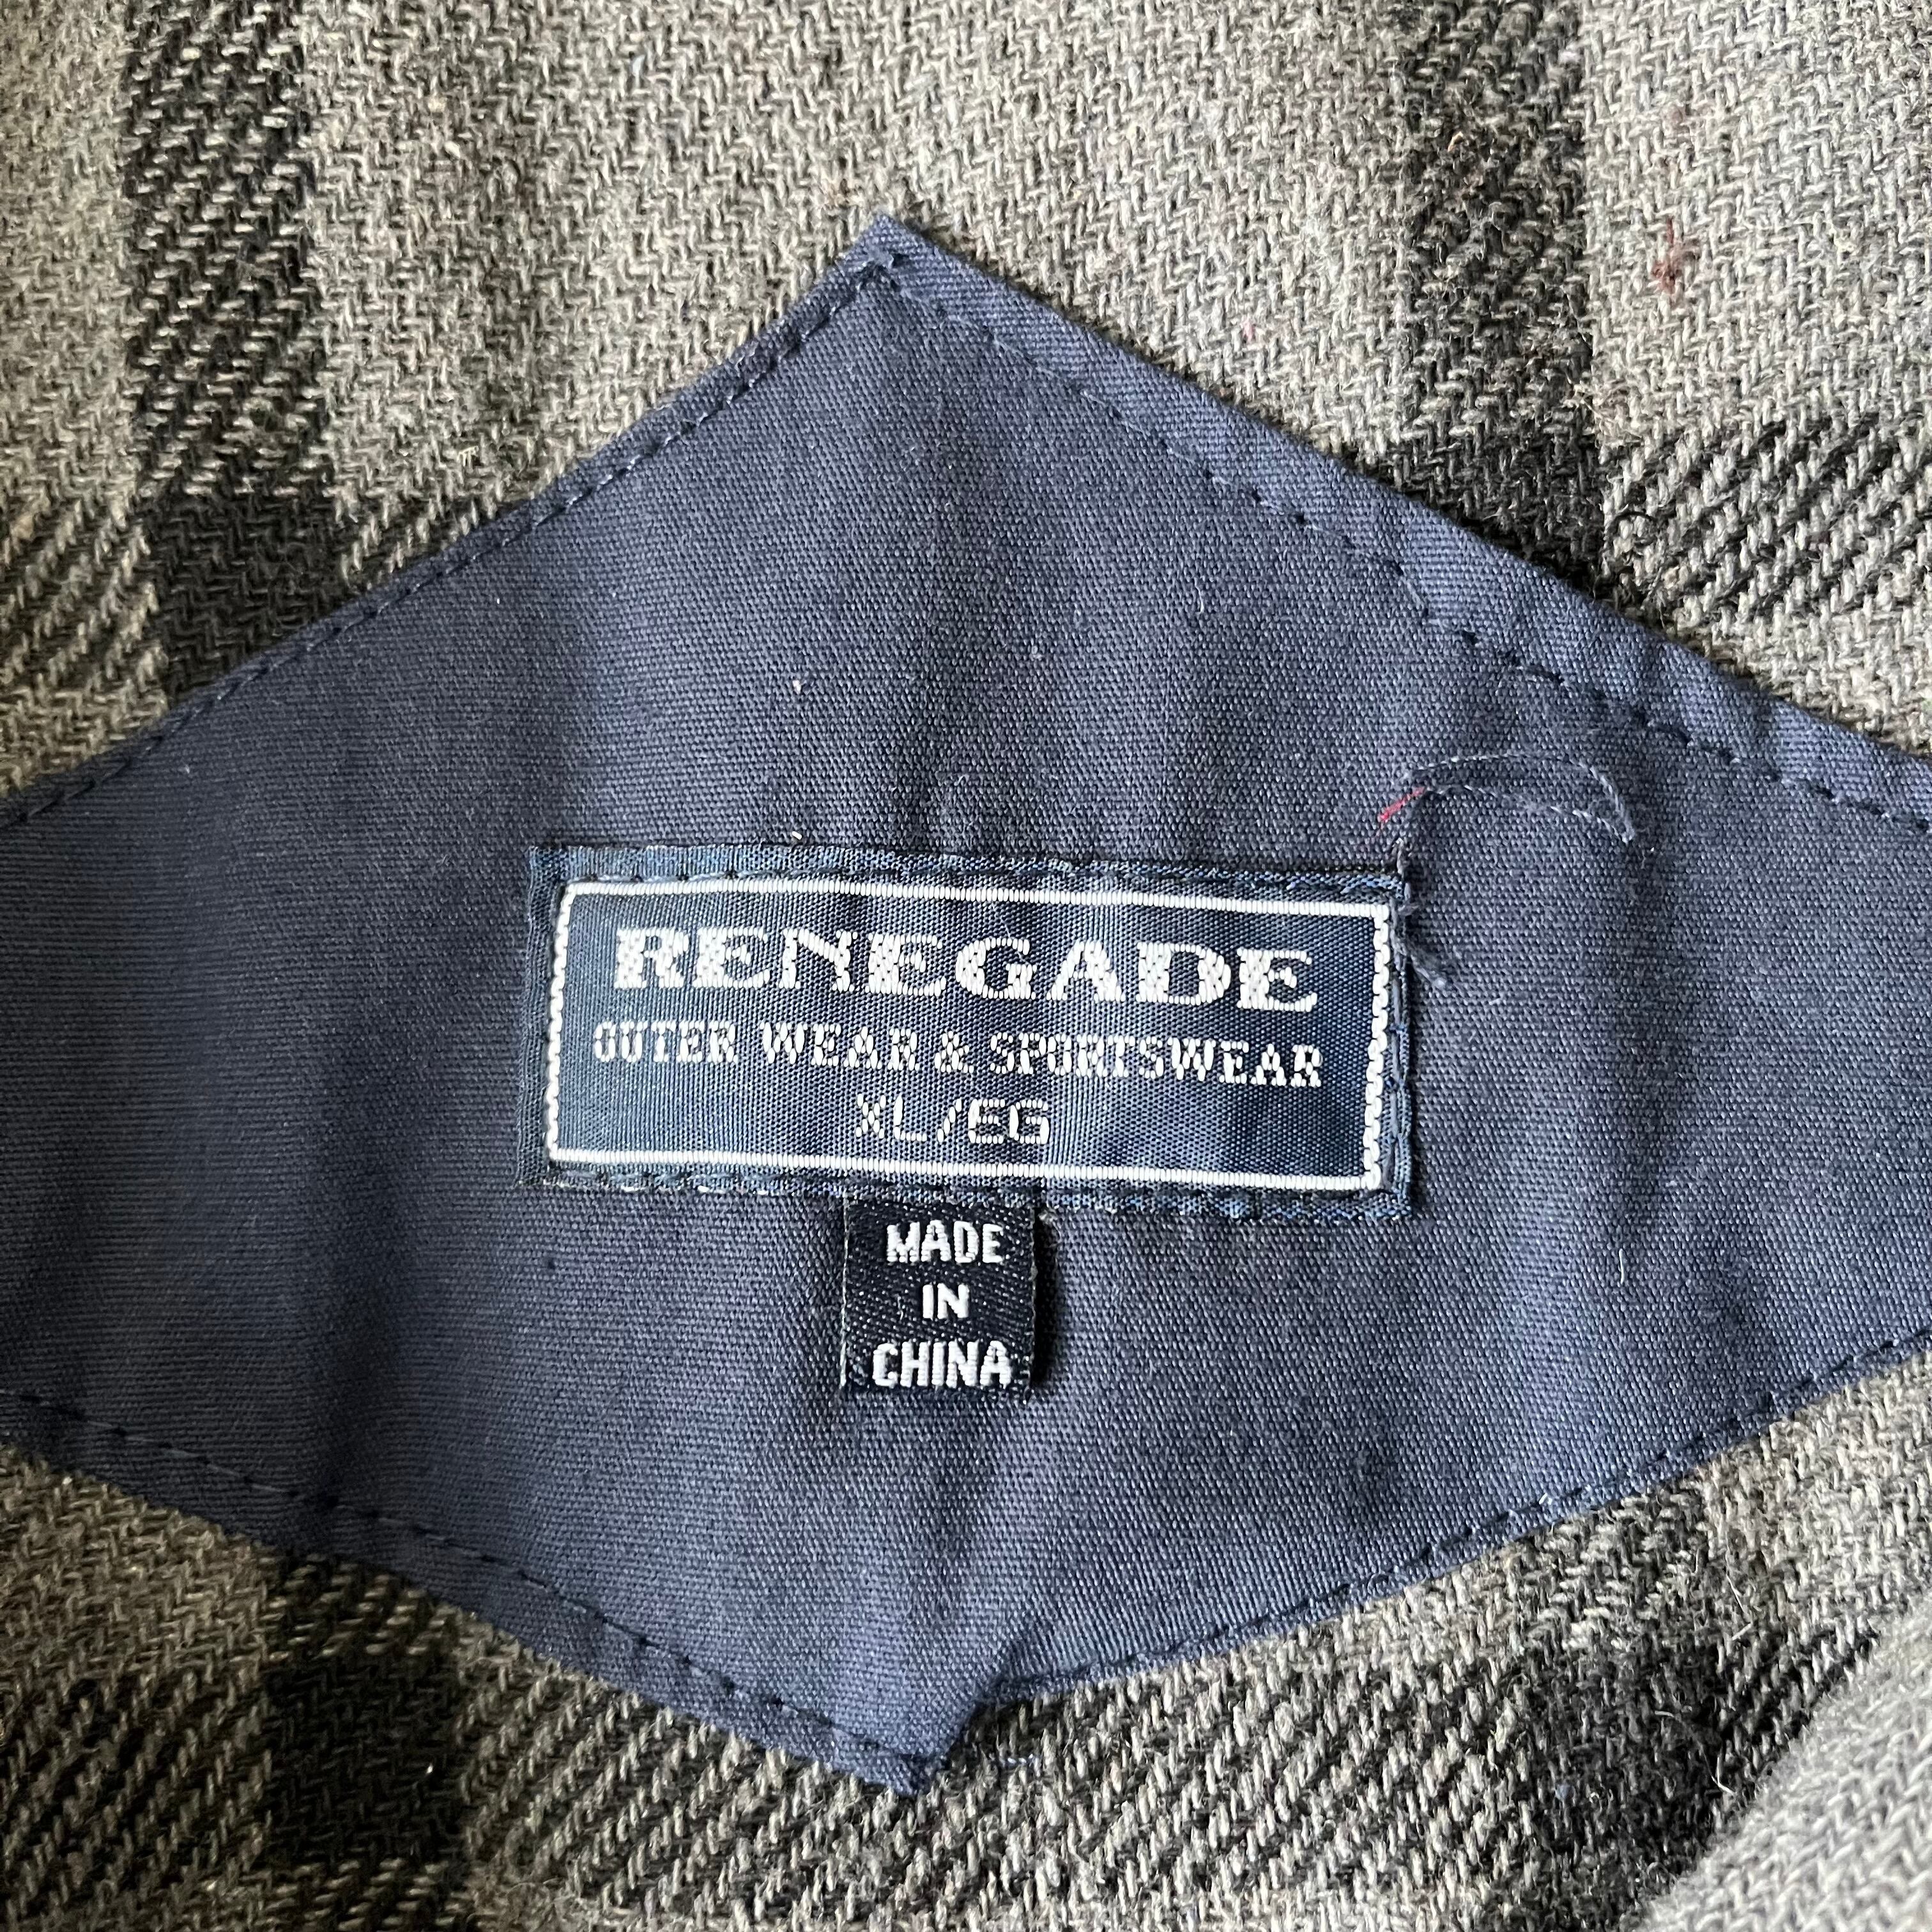 RENEGADE
OUTER WEAR & SPORTSWEAR
XL/EG
MADE
IN
CHINA